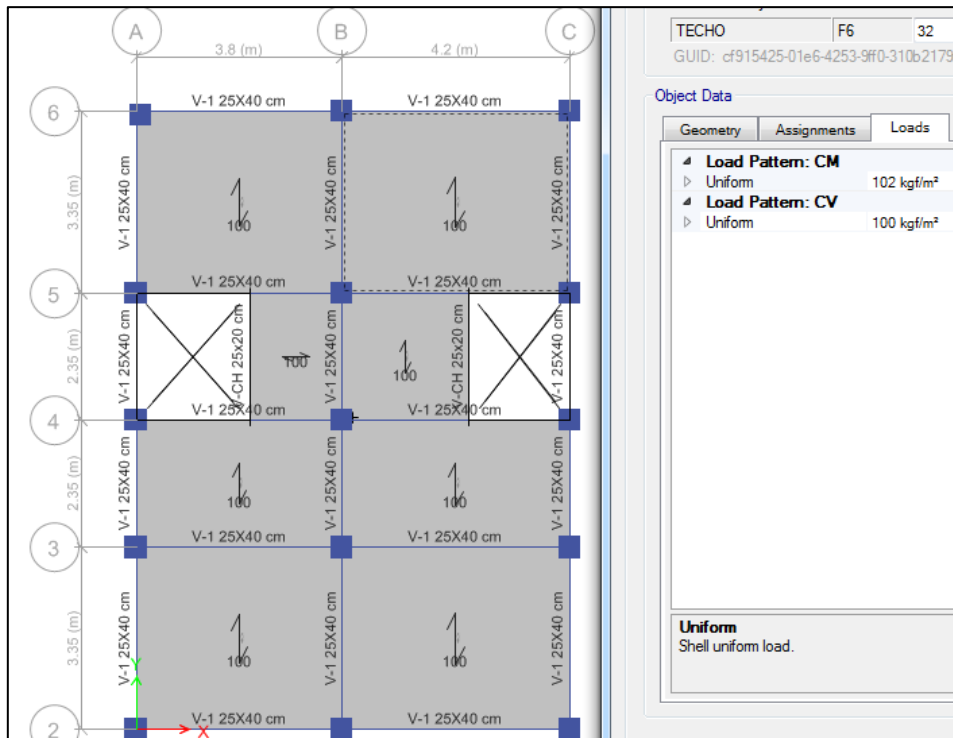 A B C
3.8 (m) 4.2 (m)
V-1 25X40 cm V-1 25X40 cm
6
3.35 (m)
V-1 25X40 cm V-1 25X40 cm V-1 25X40 cm
100 100
V-1 25X40 cm V-1 25X40 cm
5
2.35 (m)
V-1 25X40 cm V-CH 25x20 cm V-1 25X40 cm V-CH 25x20 cm V-1 25X40 cm
100 100
V-1 25X40 cm V-1 25X40 cm
4
2.35 (m)
V-1 25X40 cm V-1 25X40 cm V-1 25X40 cm
100 100
V-1 25X40 cm V-1 25X40 cm
3
3.35 (m)
V-1 25X40 cm V-1 25X40 cm V-1 25X40 cm
100 100
Y
V-1 25X40 cm V-1 25X40 cm
2 X
TECHO F6 32
GUID: cf915425-01e6-4253-9ff0-310b2179
Object Data
Geometry Assignments Loads
Load Pattern: CM
Uniform 102 kgf/m²
Load Pattern: CV
Uniform 100 kgf/m²
Uniform
Shell uniform load.